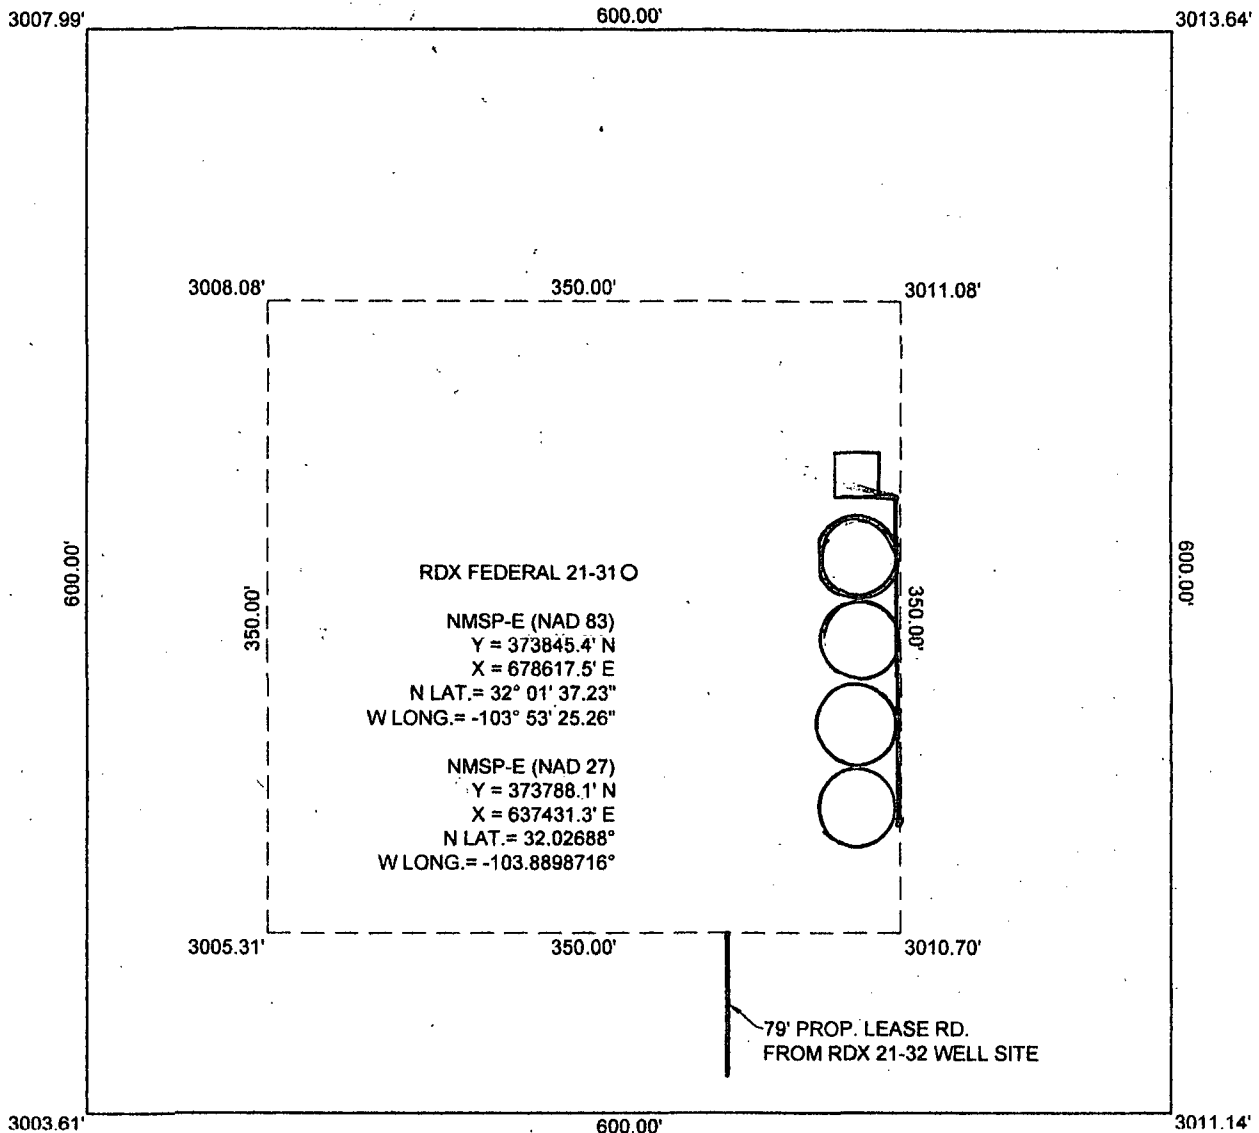 3007.99'
600.00'
3013.64'
3008.08'
350.00'
3011.08'
600.00'
350.00'
RDX FEDERAL 21-31
350.00'
600.00'
NMSP-E (NAD 83)
Y = 373845.4' N
X = 678617.5' E
N LAT.= 32° 01' 37.23"
W LONG.= -103° 53' 25.26"
NMSP-E (NAD 27)
Y = 373788.1' N
X = 637431.3' E
N LAT.= 32.02688°
W LONG.= -103.8898716°
3005.31'
350.00'
3010.70'
79' PROP. LEASE RD.
FROM RDX 21-32 WELL SITE
3003.61'
600.00'
3011.14'